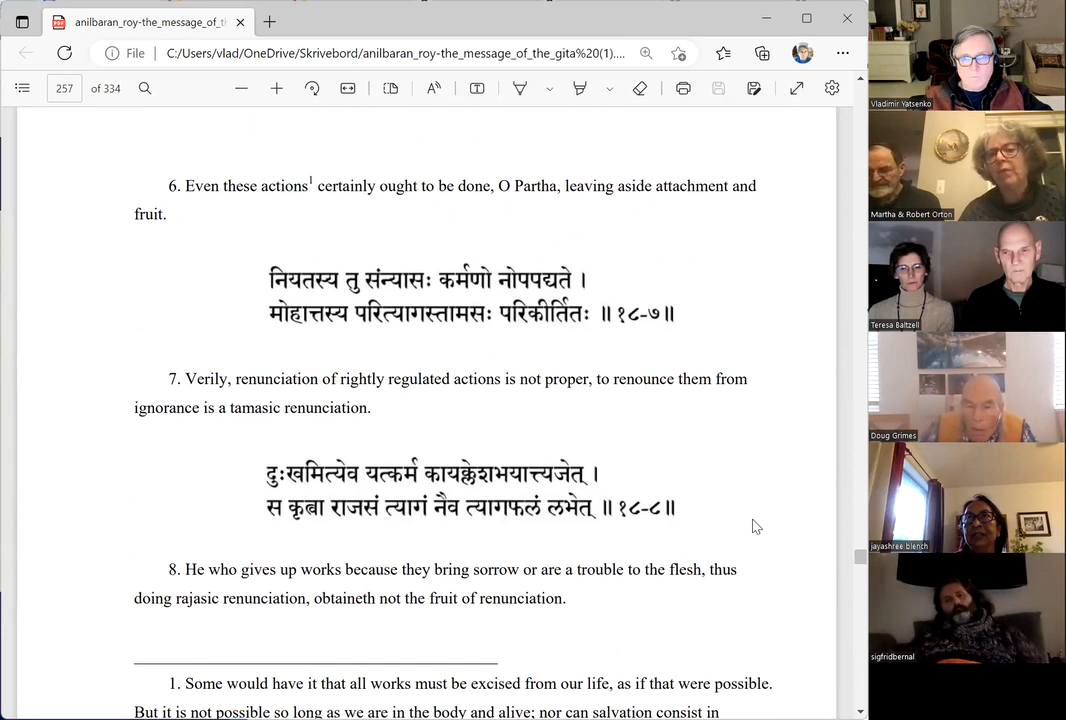 anilbaran_roy-the_message_of_th
File
C:/Users/vlad/OneDrive/Skrivebord/anilbaran_roy-the_message_of_the_gita%20(1)....
257 of 334
6. Even these actions1 certainly ought to be done, O Partha, leaving aside attachment and
fruit.
नियतस्य तु संन्यासः कर्मणो नोपपद्यते ।
मोहात्तस्य परित्यागस्तामसः परिकीर्तितः ॥ १८-७॥
7. Verily, renunciation of rightly regulated actions is not proper, to renounce them from
ignorance is a tamasic renunciation.
दुःखमित्येव यत्कर्म कायक्लेशभयात्त्यजेत् ।
स कृत्वा राजसं त्यागं नैव त्यागफलं लभेत् ॥ १८-८॥
8. He who gives up works because they bring sorrow or are a trouble to the flesh, thus
doing rajasic renunciation, obtaineth not the fruit of renunciation.
1. Some would have it that all works must be excised from our life, as if that were possible.
But it is not possible so long as we are in the body and alive; nor can salvation consist in
Vladimir Yatsenko
Martha & Robert Orton
Teresa Baltzell
Doug Grimes
jayashree blench
sigfridbernal